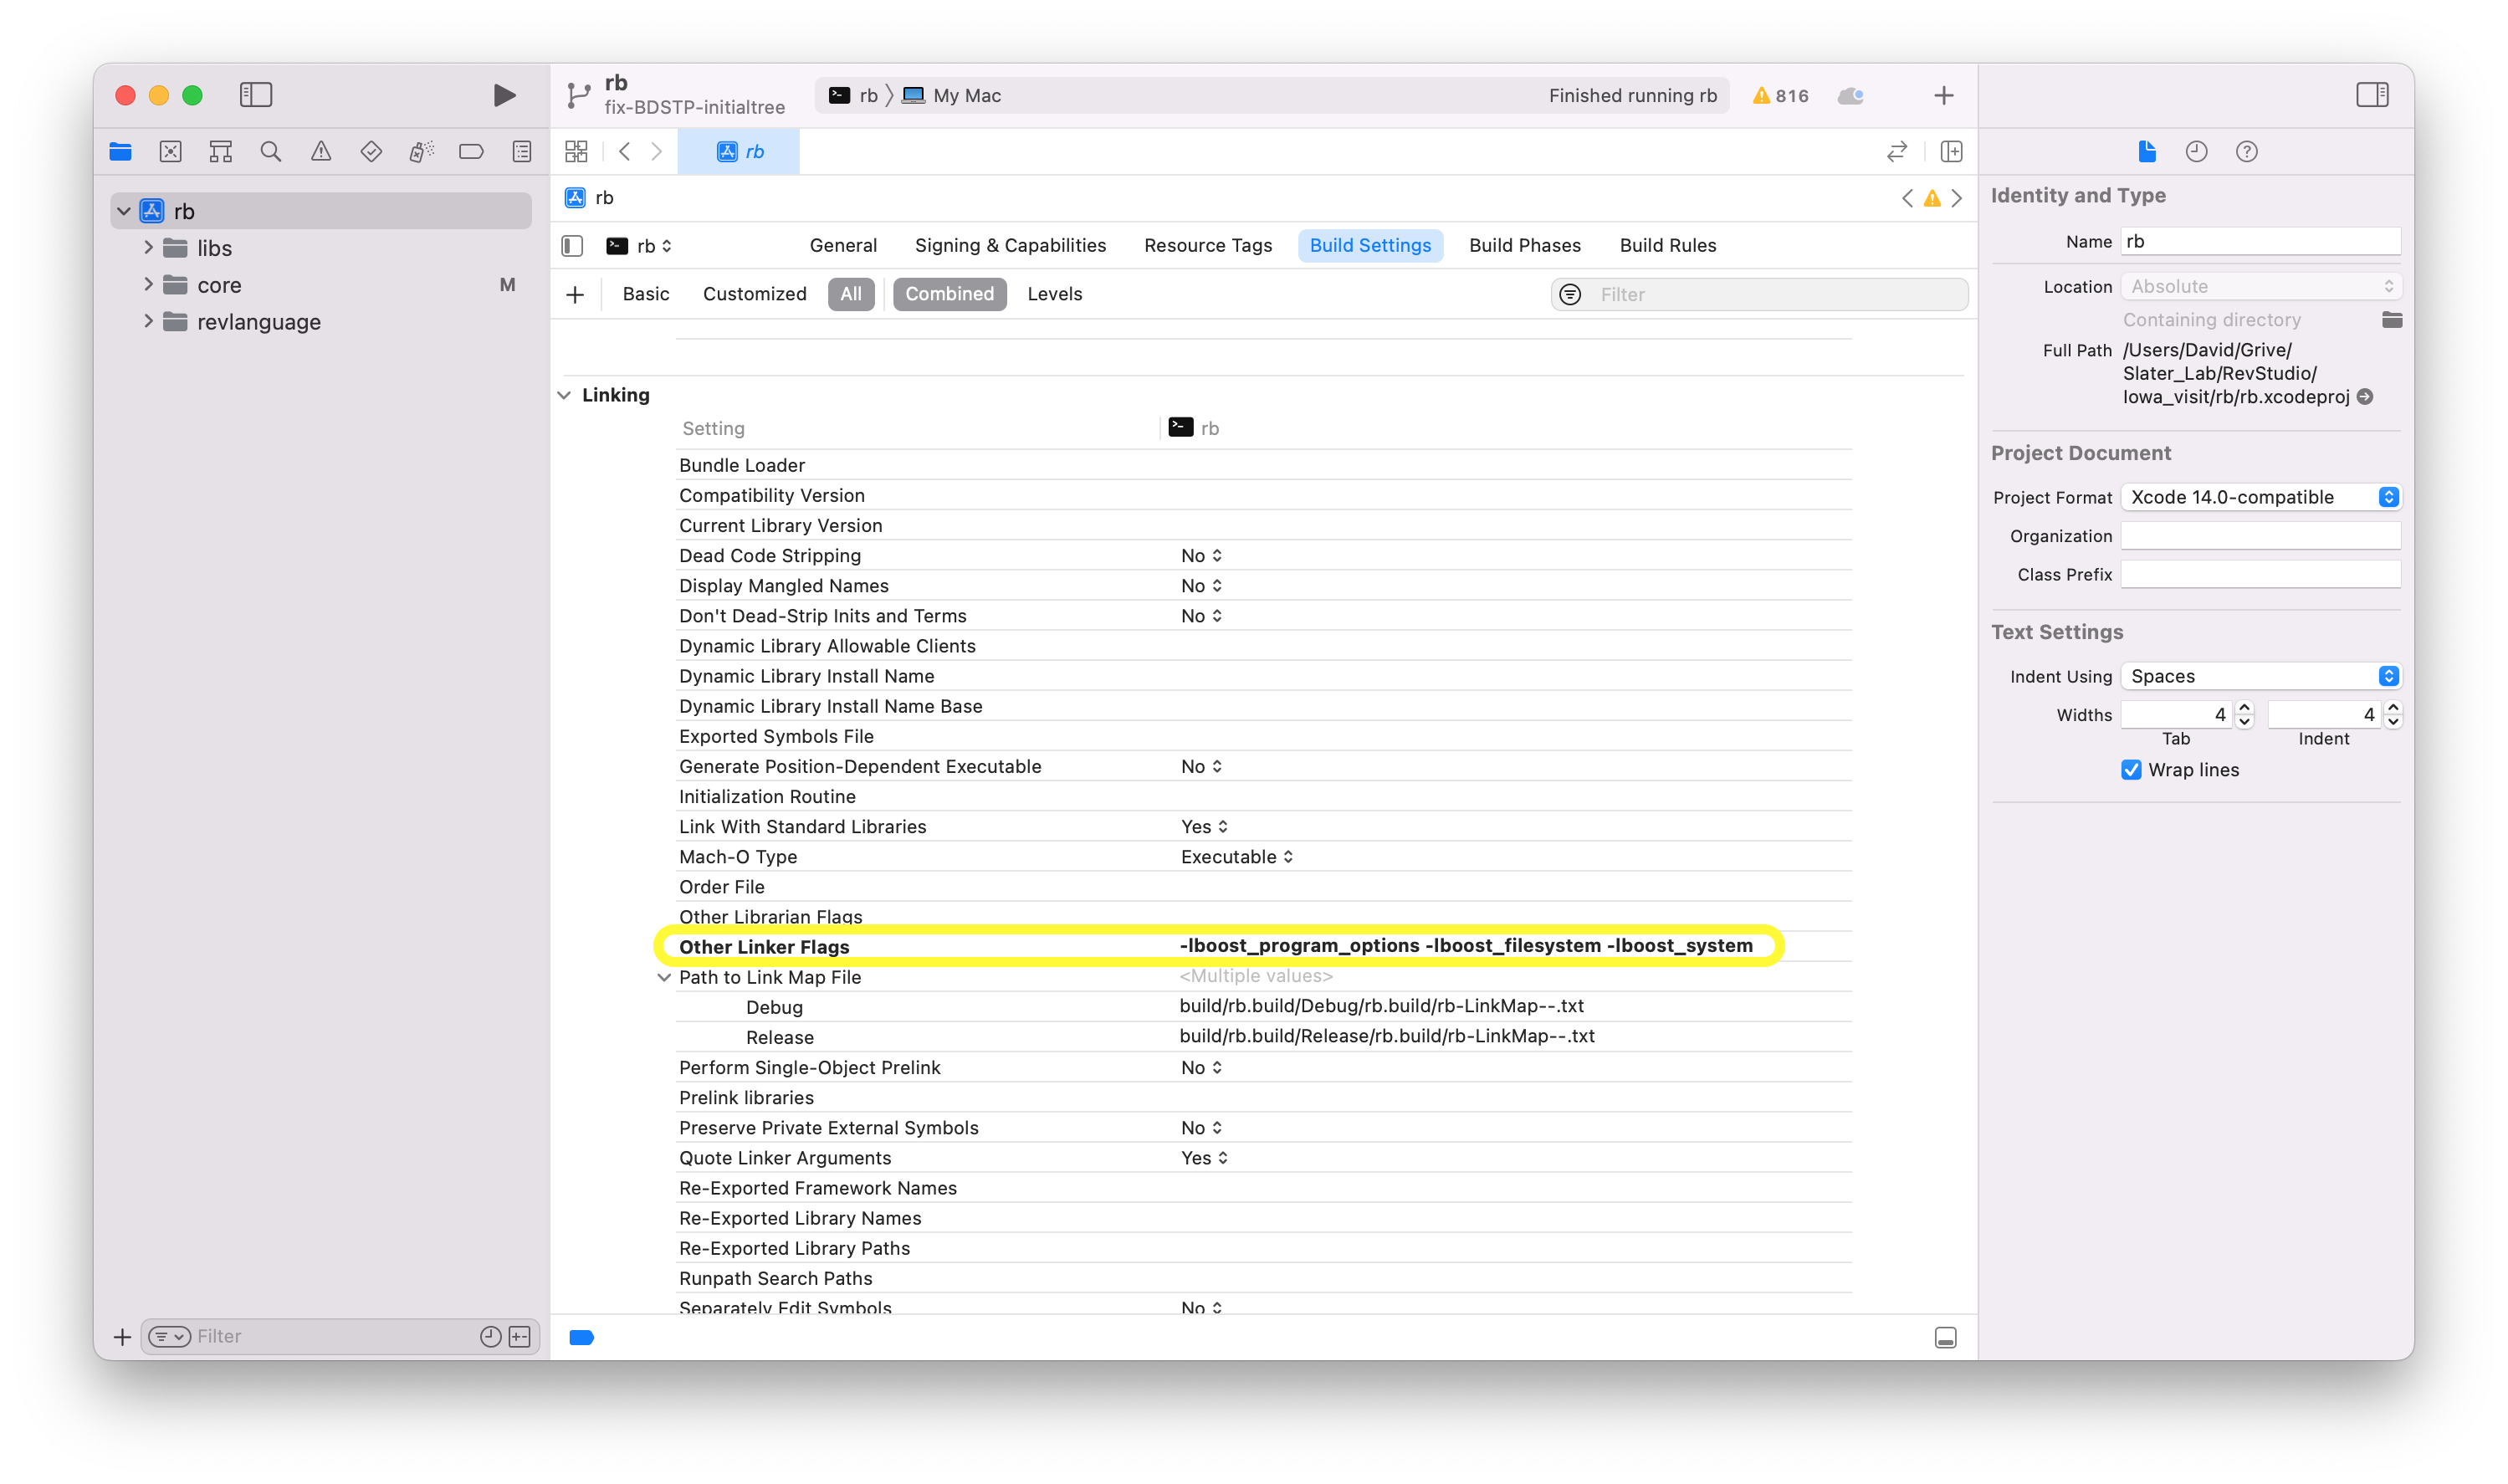 rb
fix-BDSTP-initialtree
rb
My Mac
Finished running rb
816
rb
rb
libs
core
M
revlanguage
Filter
rb
General
Signing & Capabilities
Resource Tags
Build Settings
Build Phases
Build Rules
Basic
Customized
All
Combined
Levels
Filter
Linking
Setting
rb
Bundle Loader
Compatibility Version
Current Library Version
Dead Code Stripping No
Display Mangled Names No
Don't Dead-Strip Inits and Terms No
Dynamic Library Allowable Clients
Dynamic Library Install Name
Dynamic Library Install Name Base
Exported Symbols File
Generate Position-Dependent Executable No
Initialization Routine
Link With Standard Libraries Yes
Mach-O Type Executable
Order File
Other Librarian Flags
Other Linker Flags -lboost_program_options -lboost_filesystem -lboost_system
Path to Link Map File <Multiple values>
Debug build/rb.build/Debug/rb.build/rb-LinkMap--.txt
Release build/rb.build/Release/rb.build/rb-LinkMap--.txt
Perform Single-Object Prelink No
Prelink libraries
Preserve Private External Symbols No
Quote Linker Arguments Yes
Re-Exported Framework Names
Re-Exported Library Names
Re-Exported Library Paths
Runpath Search Paths
Separately Edit Symbols No
Identity and Type
Name rb
Location Absolute
Containing directory
Full Path /Users/David/Grive/
Slater_Lab/RevStudio/
Iowa_visit/rb/rb.xcodeproj
Project Document
Project Format Xcode 14.0-compatible
Organization
Class Prefix
Text Settings
Indent Using Spaces
Widths 4 4
Tab Indent
Wrap lines